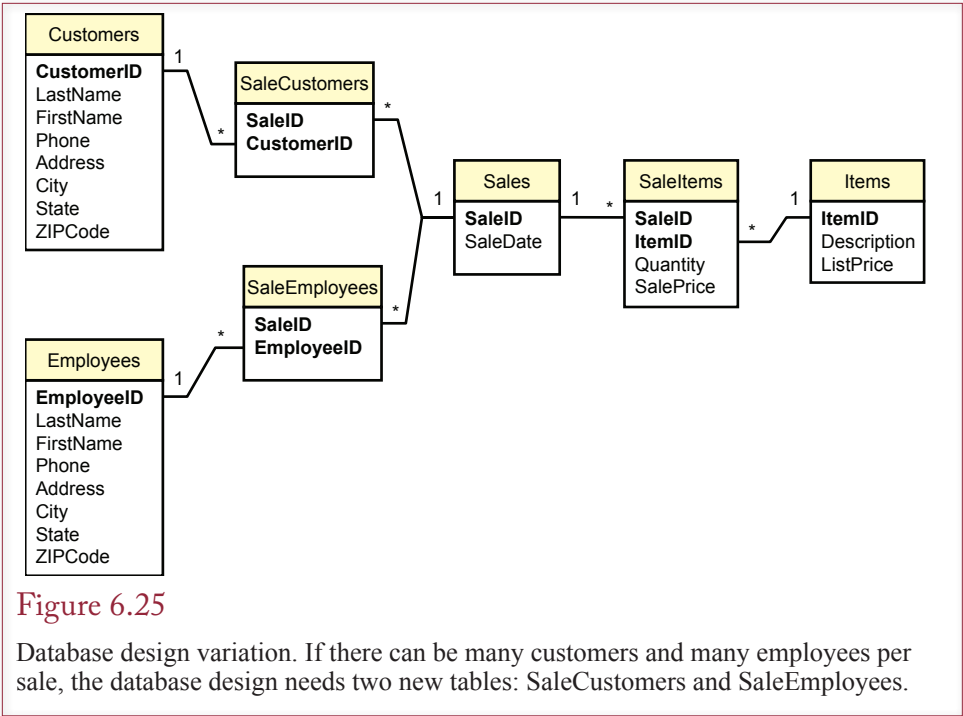 Customers
CustomerID
LastName
FirstName
Phone
Address
City
State
ZIPCode
1
*
SaleCustomers
SaleID
CustomerID
*
Employees
EmployeeID
LastName
FirstName
Phone
Address
City
State
ZIPCode
1
*
SaleEmployees
SaleID
EmployeeID
*
1
Sales
SaleID
SaleDate
1
*
SaleItems
SaleID
ItemID
Quantity
SalePrice
*
1
Items
ItemID
Description
ListPrice
Figure 6.25
Database design variation. If there can be many customers and many employees per
sale, the database design needs two new tables: SaleCustomers and SaleEmployees.